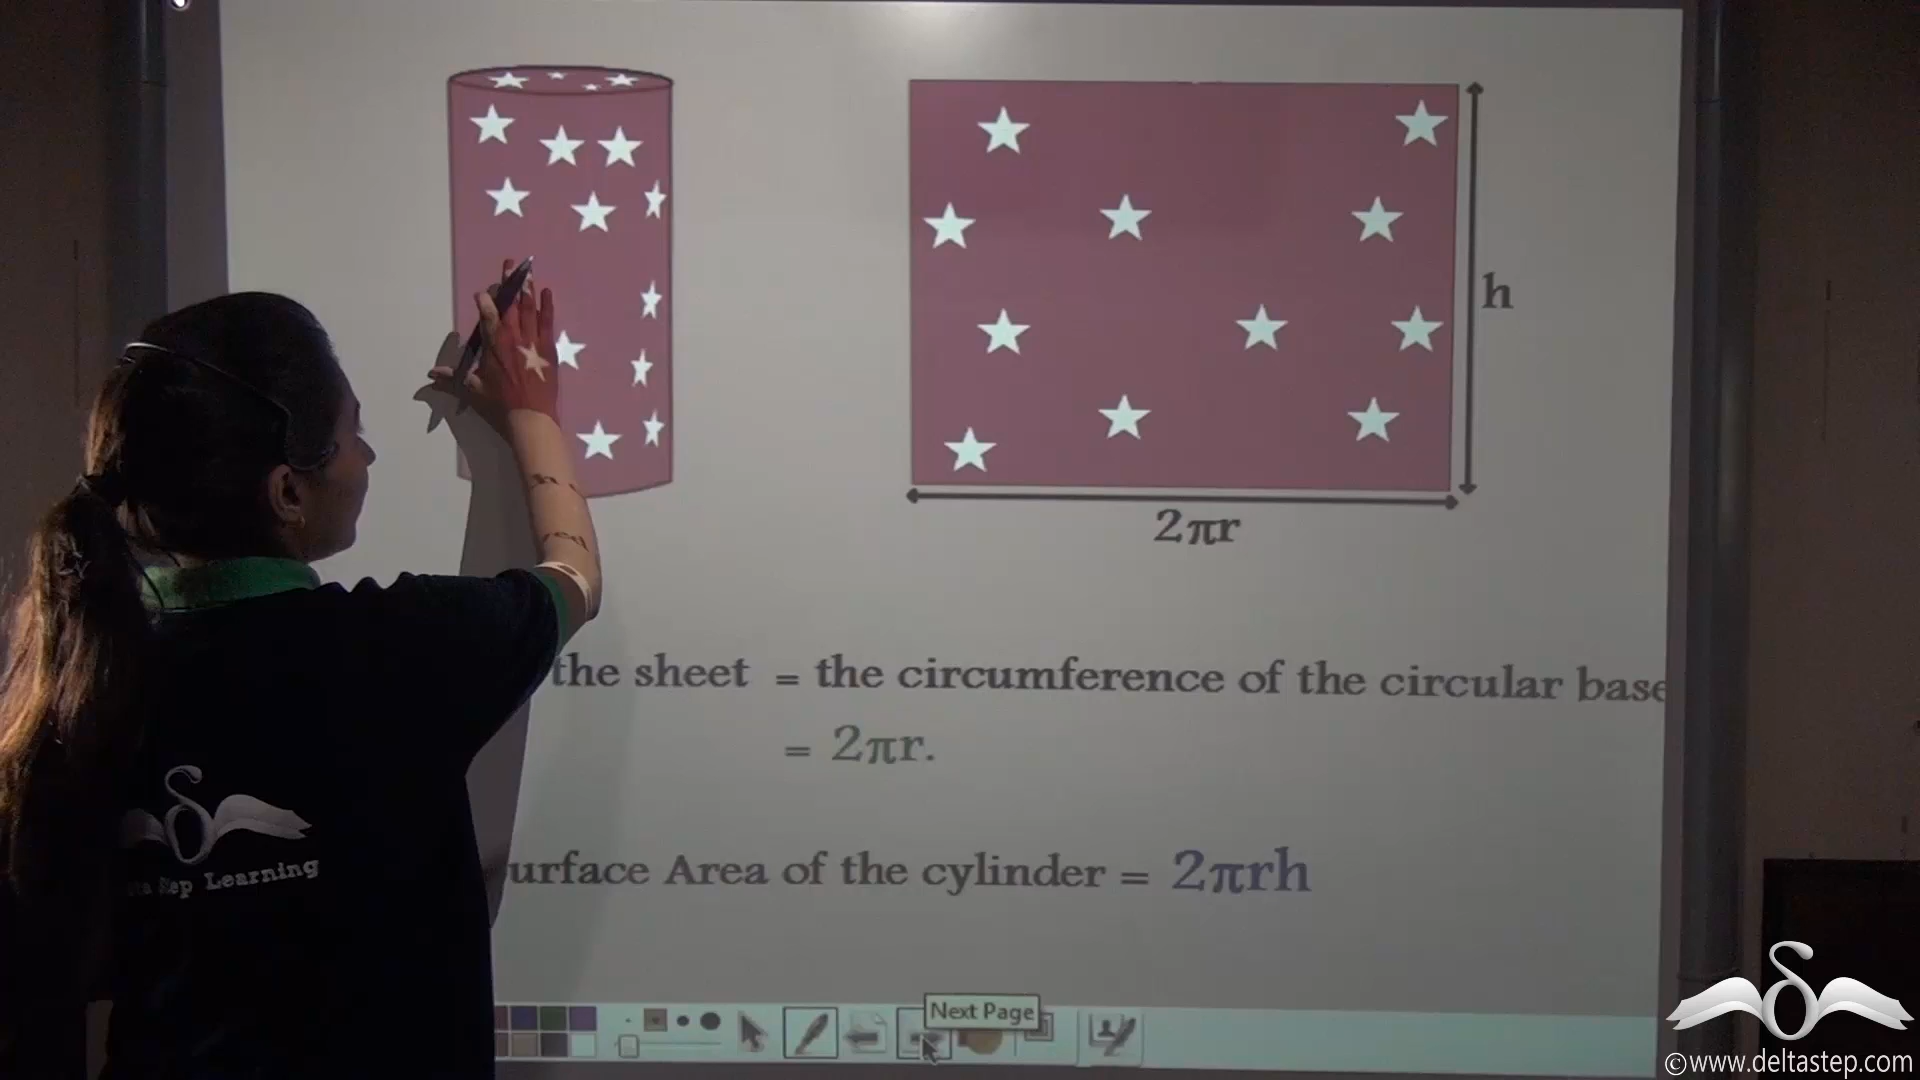 h
2πr
the sheet = the circumference of the circular base
= 2πr.
urface Area of the cylinder = 2πrh
Step Learning
Next Page
©www.deltastep.com